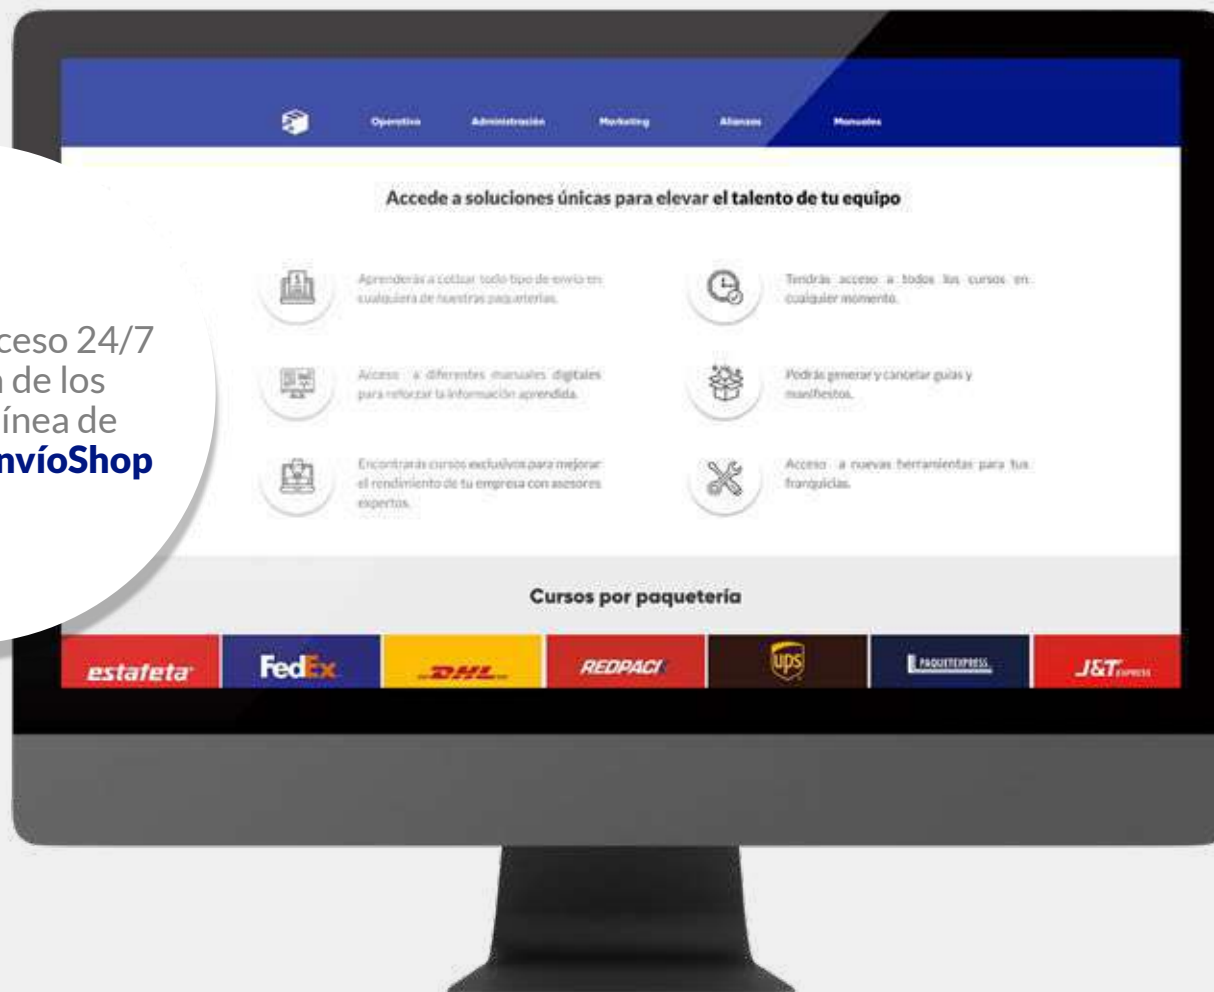 Operativo Administración Marketing Alianzas Manuales
Accede a soluciones únicas para elevar el talento de tu equipo
Aprenderás a cotizar todo tipo de envío en
cualquiera de nuestras paqueterías.
Tendrás acceso a todos los cursos en
cualquier momento.
Acceso a diferentes manuales digitales
para reforzar la información aprendida.
Podrás generar y cancelar guías y
manifiestos.
Encontrarás cursos exclusivos para mejorar
el rendimiento de tu empresa con asesores
expertos.
Acceso a nuevas herramientas para tus
franquicias.
ceso 24/7
de los
ínea de
nvíoShop
Cursos por paquetería
estafeta FedEx DHL REDPACK ups PAQUETEXPRESS J&T EXPRESS